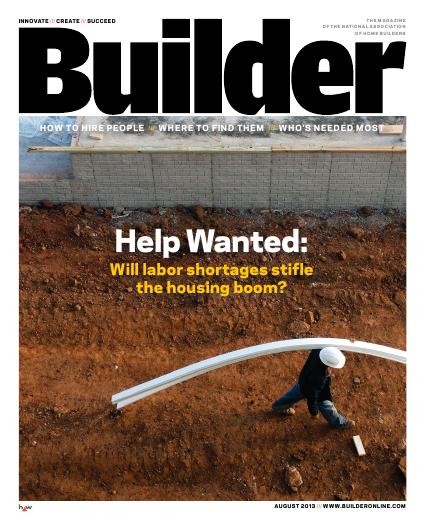 INNOVATE /// CREATE /// SUCCEED
THE MAGAZINE
OF THE NATIONAL ASSOCIATION
OF HOME BUILDERS
Builder
HOW TO HIRE PEOPLE /// WHERE TO FIND THEM /// WHO'S NEEDED MOST
Help Wanted:
Will labor shortages stifle
the housing boom?
AUGUST 2013 /// WWW.BUILDERONLINE.COM